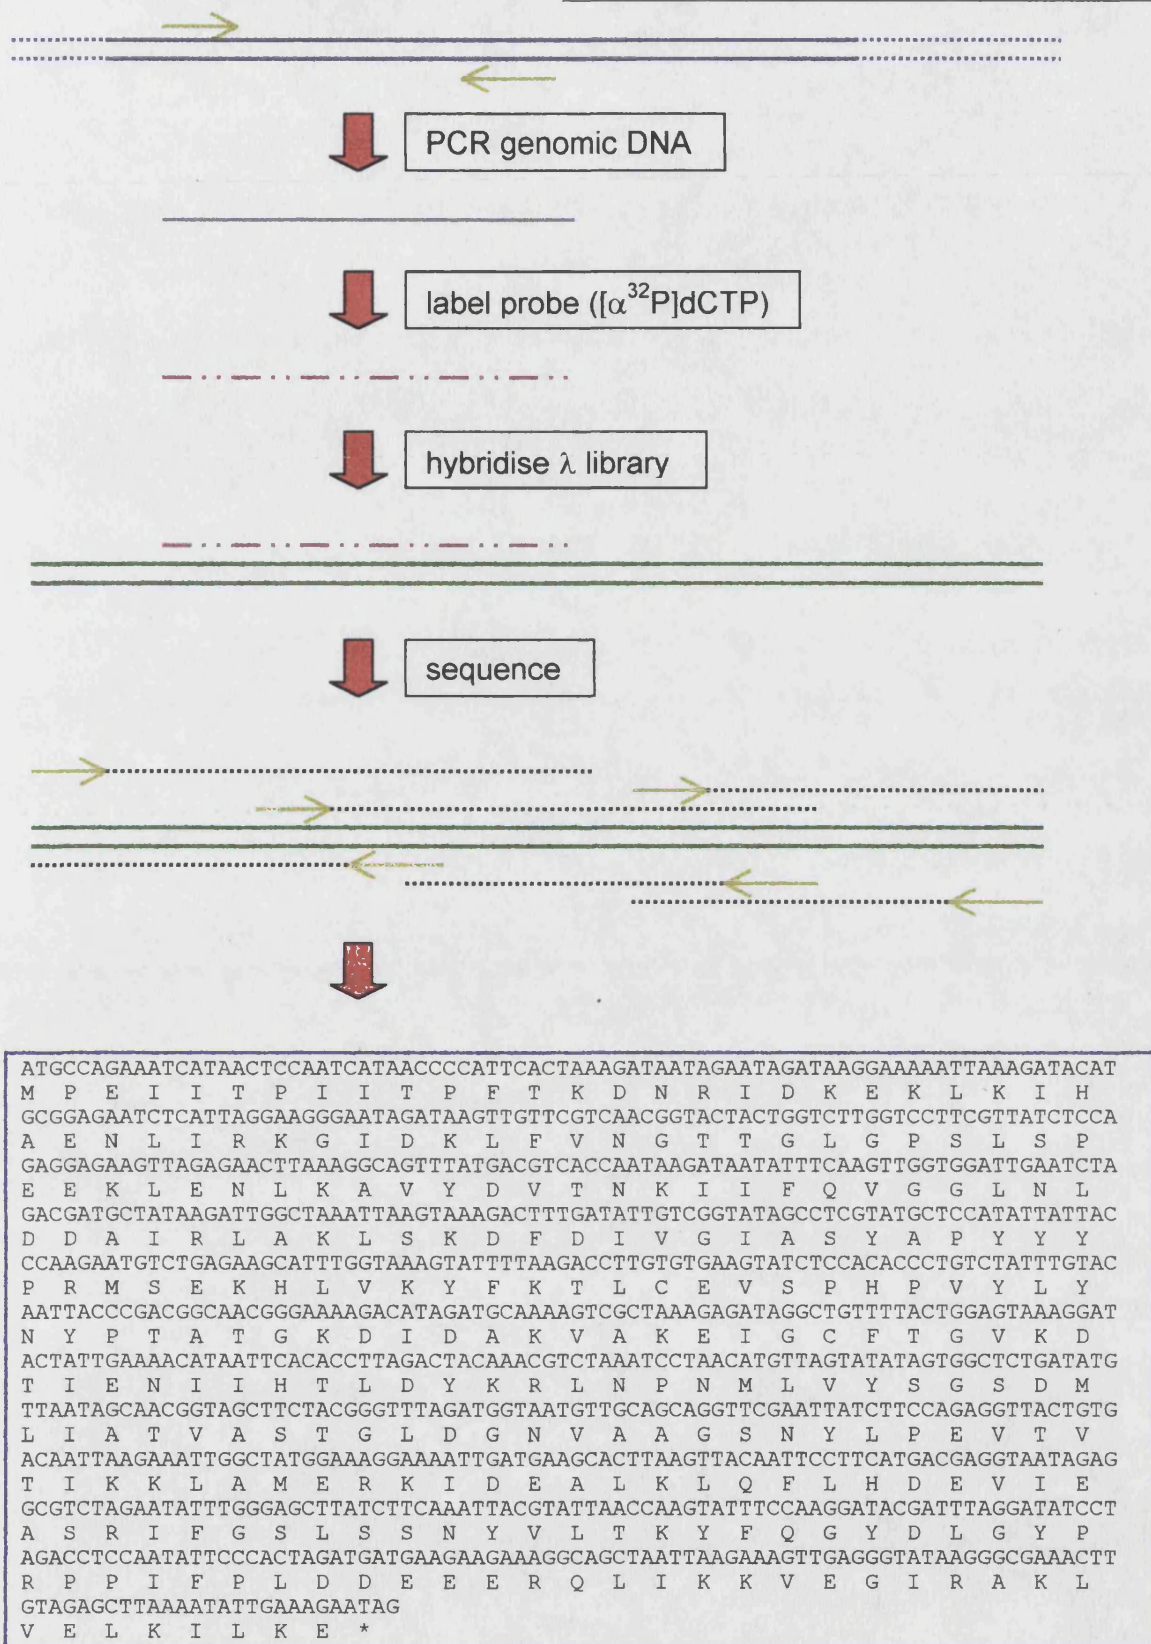 PCR genomic DNA
label probe ([α³²P]dCTP)
hybridise λ library
sequence
ATGCCAGAAATCATAACTCCAATCATAACCCCATTCACTAAAGATAATAGAATAGATAAGGAAAAATTAAAGATACAT
M P E I I T P I I T P F T K D N R I D K E K L K I H
GCGGAGAATCTCATTAGGAAGGGAATAGATAAGTTGTTCGTCAACGGTACTACTGGTCTTGGTCCTTCGTTATCTCCA
A E N L I R K G I D K L F V N G T T G L G P S L S P
GAGGAGAAGTTAGAGAACTTAAAGGCAGTTTATGACGTCACCAATAAGATAATATTTCAAGTTGGTGGATTGAATCTA
E E K L E N L K A V Y D V T N K I I F Q V G G L N L
GACGATGCTATAAGATTGGCTAAATTAAGTAAAGACTTTGATATTGTCGGTATAGCCTCGTATGCTCCATATTATTAC
D D A I R L A K L S K D F D I V G I A S Y A P Y Y Y
CCAAGAATGTCTGAGAAGCATTTGGTAAAGTATTTTAAGACCTTGTGTGAAGTATCTCCACACCCTGTCTATTTGTAC
P R M S E K H L V K Y F K T L C E V S P H P V Y L Y
AATTACCCGACGGCAACGGGAAAAGACATAGATGCAAAAGTCGCTAAAGAGATAGGCTGTTTTACTGGAGTAAAGGAT
N Y P T A T G K D I D A K V A K E I G C F T G V K D
ACTATTGAAAACATAATTCACACCTTAGACTACAAACGTCTAAATCCTAACATGTTAGTATATAGTGGCTCTGATATG
T I E N I I H T L D Y K R L N P N M L V Y S G S D M
TTAATAGCAACGGTAGCTTCTACGGGTTTAGATGGTAATGTTGCAGCAGGTTCGAATTATCTTCCAGAGGTTACTGTG
L I A T V A S T G L D G N V A A G S N Y L P E V T V
ACAATTAAGAAATTGGCTATGGAAAGGAAAATTGATGAAGCACTTAAGTTACAATTCCTTCATGACGAGGTAATAGAG
T I K K L A M E R K I D E A L K L Q F L H D E V I E
GCGTCTAGAATATTTGGGAGCTTATCTTCAAATTACGTATTAACCAAGTATTTCCAAGGATACGATTTAGGATATCCT
A S R I F G S L S S N Y V L T K Y F Q G Y D L G Y P
AGACCTCCAATATTCCCACTAGATGATGAAGAAGAAAGGCAGCTAATTAAGAAAGTTGAGGGTATAAGGGCGAAACTT
R P P I F P L D D E E E R Q L I K K V E G I R A K L
GTAGAGCTTAAAATATTGAAAGAATAG
V E L K I L K E *